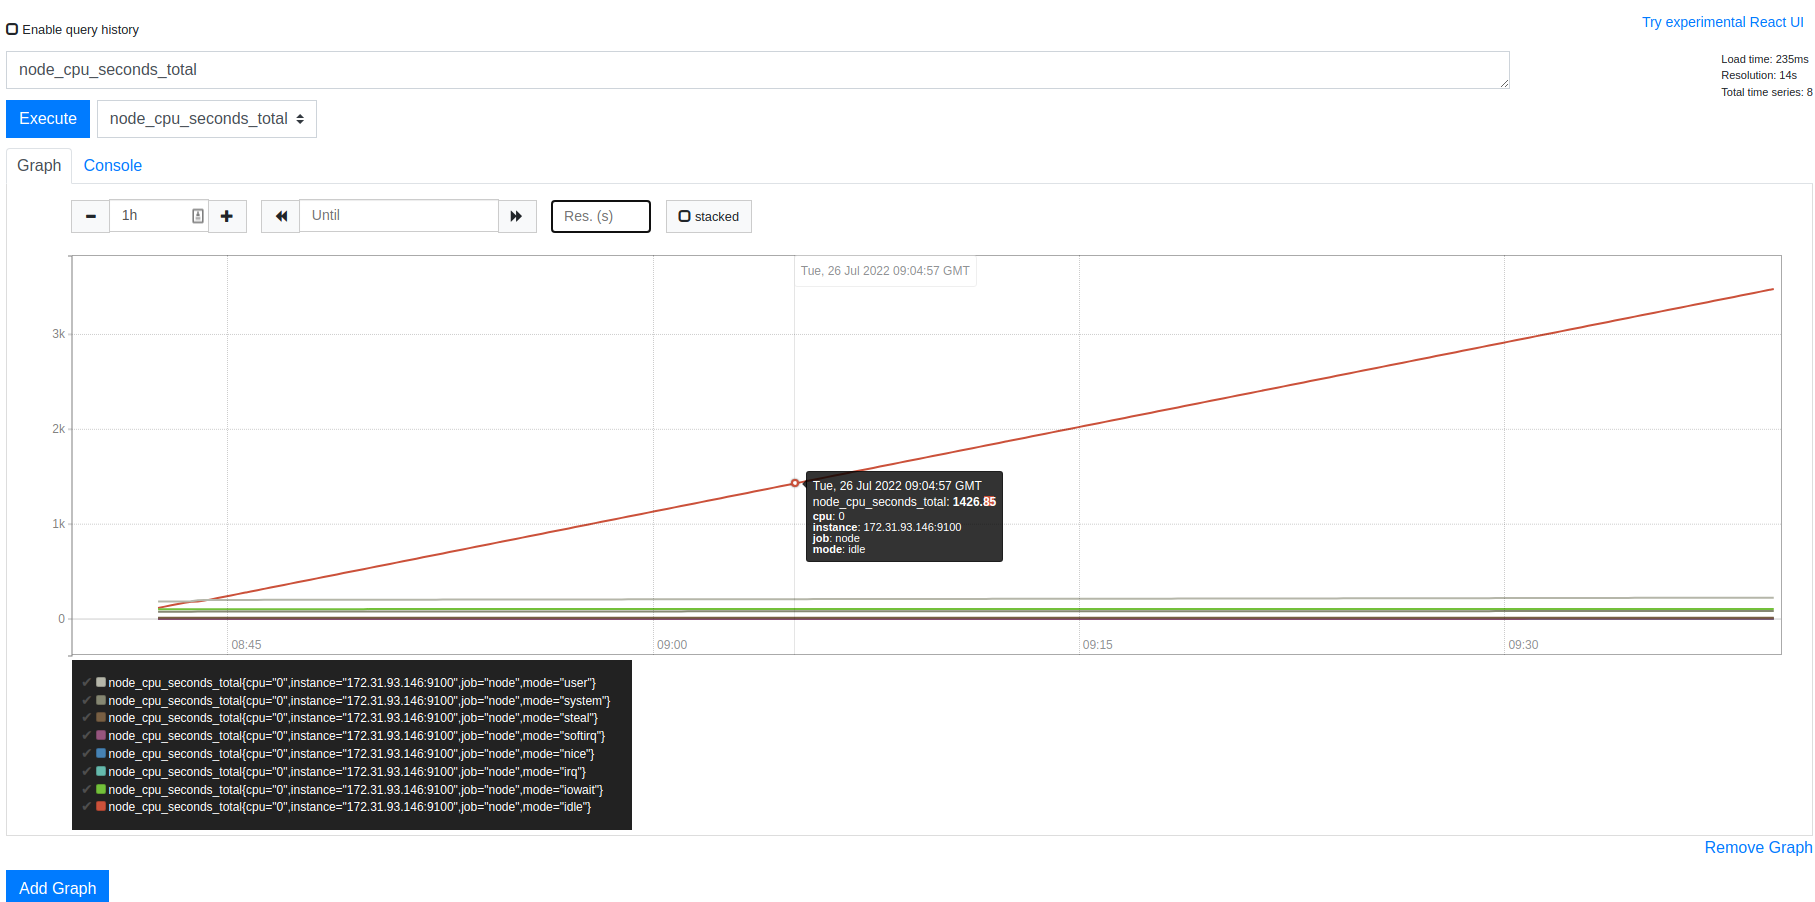 Enable query history
Try experimental React UI
node_cpu_seconds_total
Load time: 235ms
Resolution: 14s
Total time series: 8
Execute
node_cpu_seconds_total
Graph
Console
1h
Until
Res. (s)
stacked
Tue, 26 Jul 2022 09:04:57 GMT
3k
2k
1k
0
Tue, 26 Jul 2022 09:04:57 GMT
node_cpu_seconds_total: 1426.85
cpu: 0
instance: 172.31.93.146:9100
job: node
mode: idle
08:45
09:00
09:15
09:30
node_cpu_seconds_total{cpu="0",instance="172.31.93.146:9100",job="node",mode="user"}
node_cpu_seconds_total{cpu="0",instance="172.31.93.146:9100",job="node",mode="system"}
node_cpu_seconds_total{cpu="0",instance="172.31.93.146:9100",job="node",mode="steal"}
node_cpu_seconds_total{cpu="0",instance="172.31.93.146:9100",job="node",mode="softirq"}
node_cpu_seconds_total{cpu="0",instance="172.31.93.146:9100",job="node",mode="nice"}
node_cpu_seconds_total{cpu="0",instance="172.31.93.146:9100",job="node",mode="irq"}
node_cpu_seconds_total{cpu="0",instance="172.31.93.146:9100",job="node",mode="iowait"}
node_cpu_seconds_total{cpu="0",instance="172.31.93.146:9100",job="node",mode="idle"}
Remove Graph
Add Graph